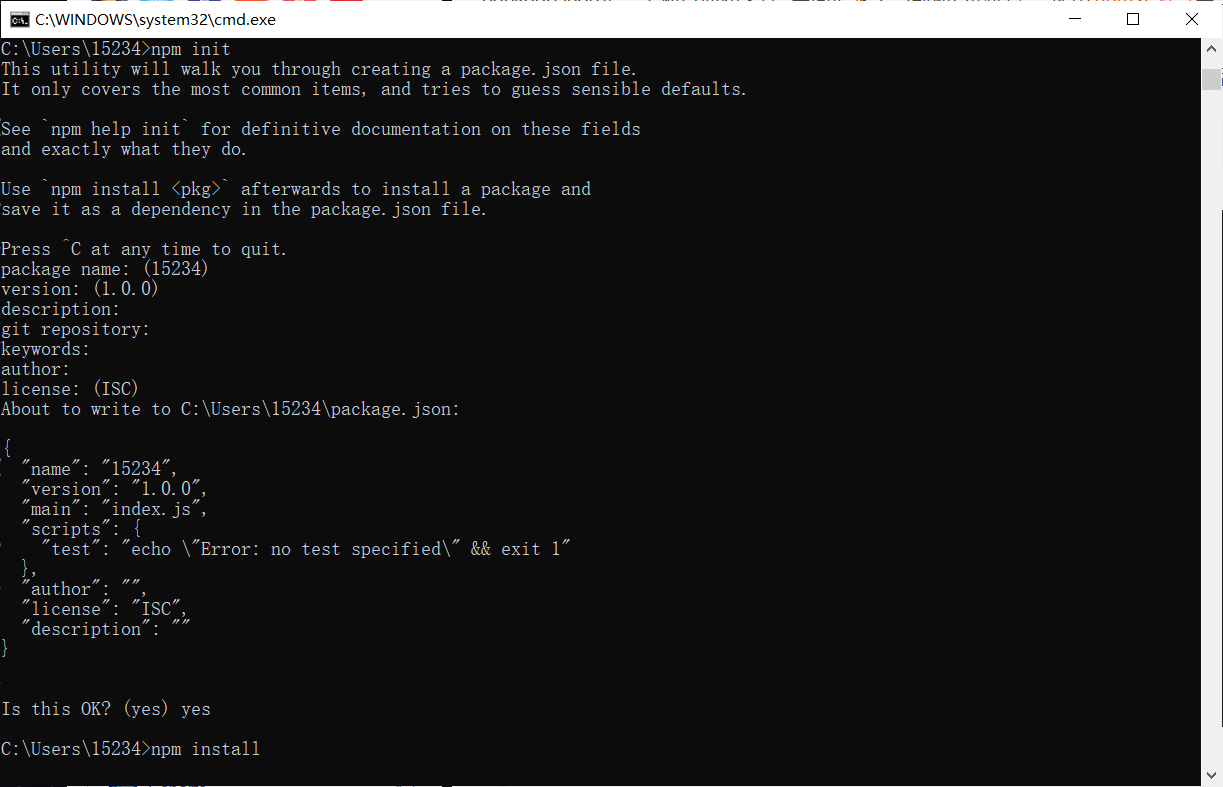 C:\WINDOWS\system32\cmd.exe
C:\Users\15234>npm init
This utility will walk you through creating a package.json file.
It only covers the most common items, and tries to guess sensible defaults.
See `npm help init` for definitive documentation on these fields
and exactly what they do.
Use `npm install <pkg>` afterwards to install a package and
save it as a dependency in the package.json file.
Press ^C at any time to quit.
package name: (15234)
version: (1.0.0)
description:
git repository:
keywords:
author:
license: (ISC)
About to write to C:\Users\15234\package.json:
{
  "name": "15234",
  "version": "1.0.0",
  "main": "index.js",
  "scripts": {
    "test": "echo \"Error: no test specified\" && exit 1"
  },
  "author": "",
  "license": "ISC",
  "description": ""
}
Is this OK? (yes) yes
C:\Users\15234>npm install